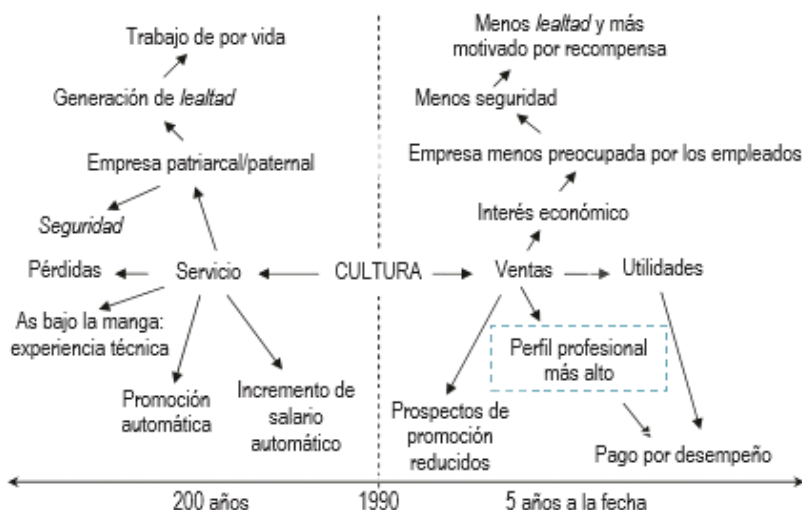 Trabajo de por vida
Generación de lealtad
Empresa patriarcal/paternal
Seguridad
Pérdidas
Servicio
As bajo la manga:
experiencia técnica
Promoción
automática
Incremento de
salario
automático
CULTURA
Menos lealtad y más
motivado por recompensa
Menos seguridad
Empresa menos preocupada por los empleados
Interés económico
Ventas
Utilidades
Perfil profesional
más alto
Prospectos de
promoción
reducidos
Pago por desempeño
200 años
1990
5 años a la fecha